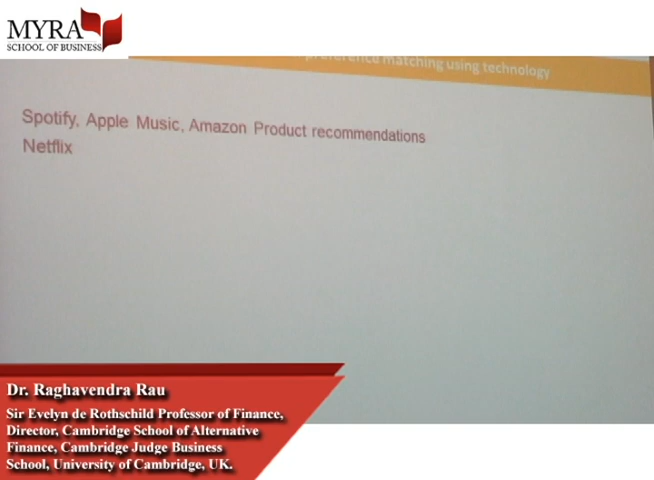 MYRA
SCHOOL OF BUSINESS
preference matching using technology
Spotify, Apple Music, Amazon Product recommendations
Netflix
Dr. Raghavendra Rau
Sir Evelyn de Rothschild Professor of Finance,
Director, Cambridge School of Alternative
Finance, Cambridge Judge Business
School, University of Cambridge, UK.